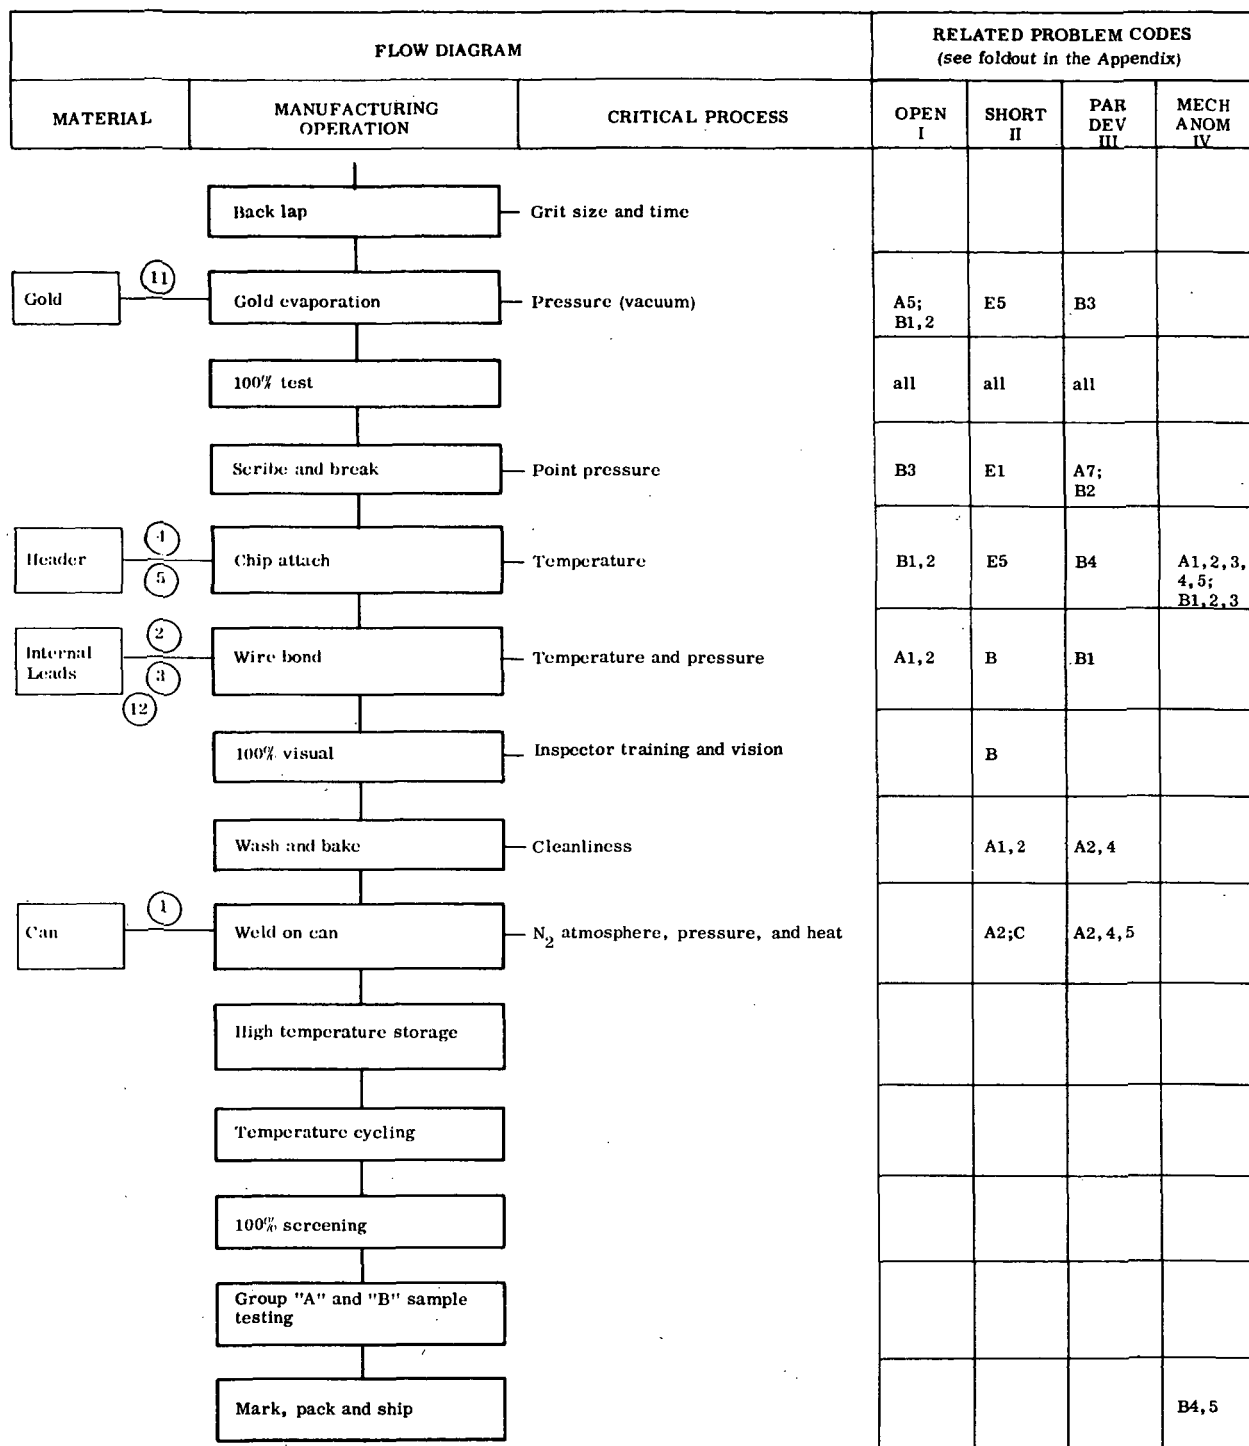 FLOW DIAGRAM
RELATED PROBLEM CODES
(see foldout in the Appendix)
MATERIAL
MANUFACTURING
OPERATION
CRITICAL PROCESS
OPEN
I
SHORT
II
PAR
DEV
III
MECH
ANOM
IV
Back lap
Grit size and time
Gold
11
Gold evaporation
Pressure (vacuum)
A5;
B1,2
E5
B3
100% test
all
all
all
Scribe and break
Point pressure
B3
E1
A7;
B2
Header
4
5
Chip attach
Temperature
B1,2
E5
B4
A1,2,3,
4,5;
B1,2,3
Internal
Leads
2
3
12
Wire bond
Temperature and pressure
A1,2
B
B1
100% visual
Inspector training and vision
B
Wash and bake
Cleanliness
A1,2
A2,4
Can
1
Weld on can
N2 atmosphere, pressure, and heat
A2;C
A2,4,5
High temperature storage
Temperature cycling
100% screening
Group "A" and "B" sample
testing
Mark, pack and ship
B4,5